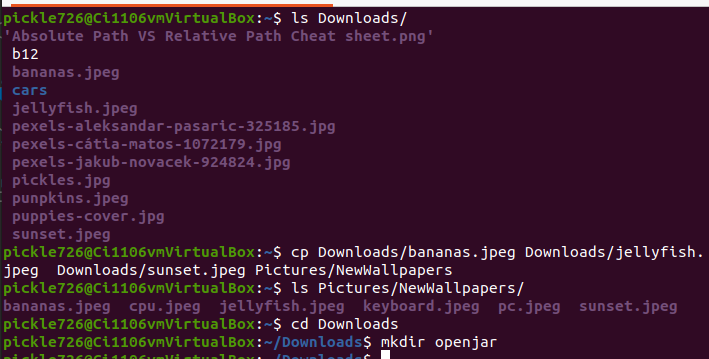 pickle726@Ci1106vmVirtualBox:~$ ls Downloads/
'Absolute Path VS Relative Path Cheat sheet.png'
b12
bananas.jpeg
cars
jellyfish.jpeg
pexels-aleksandar-pasaric-325185.jpg
pexels-cátia-matos-1072179.jpg
pexels-jakub-novacek-924824.jpg
pickles.jpg
punpkins.jpeg
puppies-cover.jpg
sunset.jpeg
pickle726@Ci1106vmVirtualBox:~$ cp Downloads/bananas.jpeg Downloads/jellyfish.
jpeg  Downloads/sunset.jpeg Pictures/NewWallpapers
pickle726@Ci1106vmVirtualBox:~$ ls Pictures/NewWallpapers/
bananas.jpeg  cpu.jpeg  jellyfish.jpeg  keyboard.jpeg  pc.jpeg  sunset.jpeg
pickle726@Ci1106vmVirtualBox:~$ cd Downloads
pickle726@Ci1106vmVirtualBox:~/Downloads$ mkdir openjar
pickle726@Ci1106vmVirtualBox:~/Downloads$